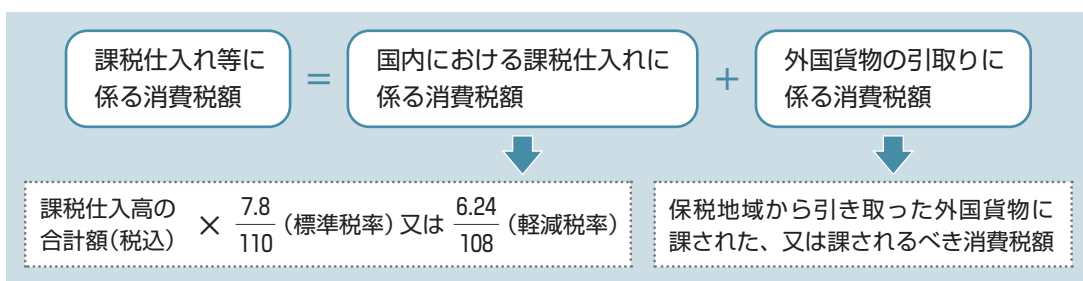 課税仕入れ等に
係る消費税額
=
国内における課税仕入れに
係る消費税額
+
外国貨物の引取りに
係る消費税額
課税仕入高の
合計額(税込)
× 7.8/110 (標準税率) 又は 6.24/108 (軽減税率)
保税地域から引き取った外国貨物に
課された、又は課されるべき消費税額